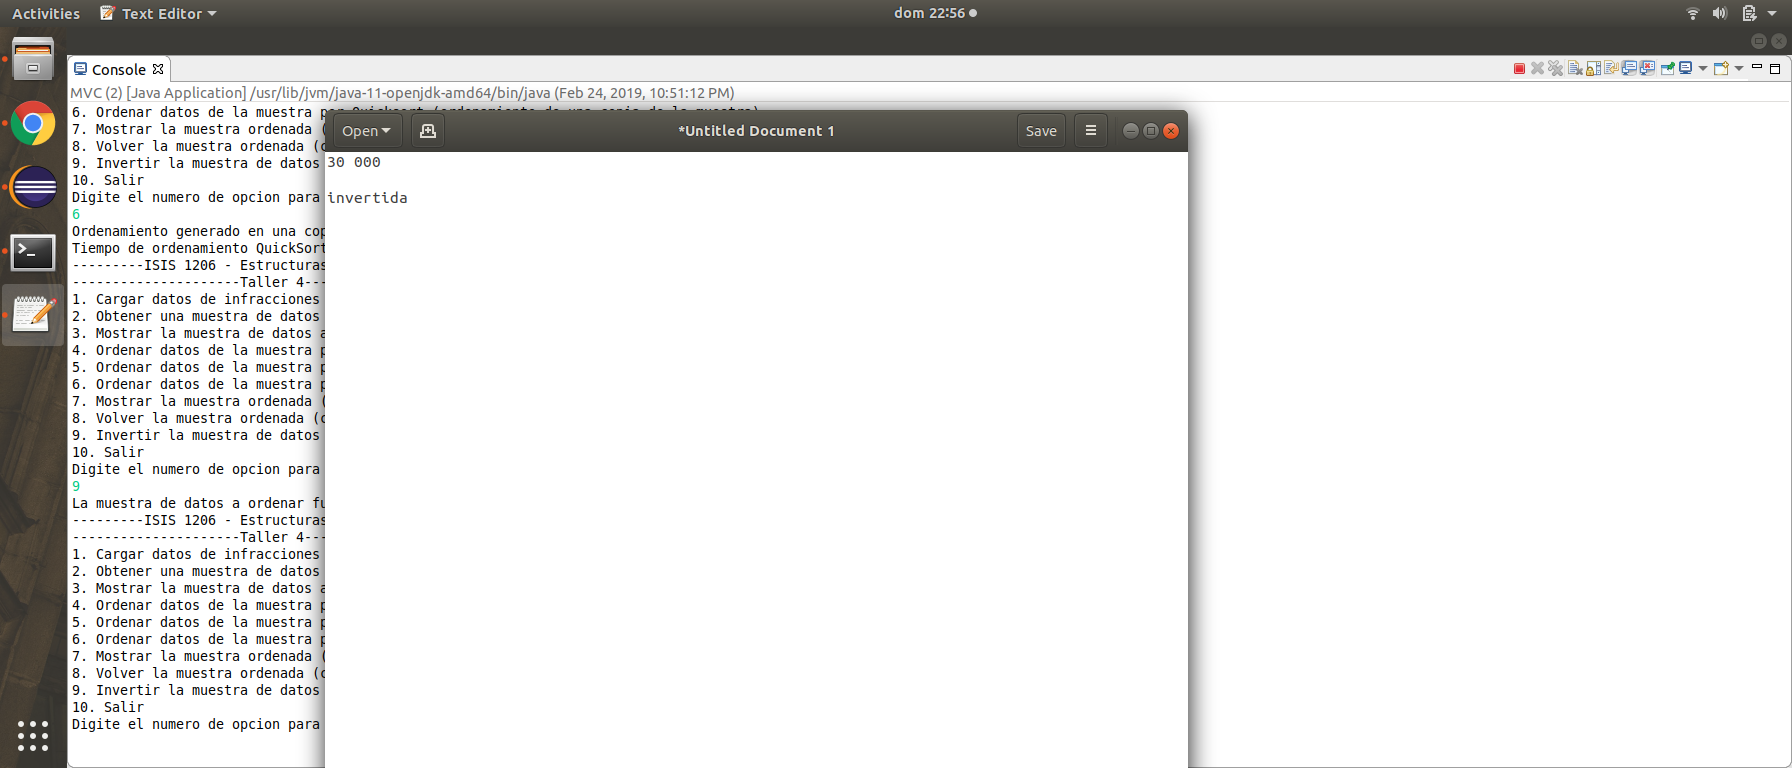 Activities Text Editor dom 22:56
Console
MVC (2) [Java Application] /usr/lib/jvm/java-11-openjdk-amd64/bin/java (Feb 24, 2019, 10:51:12 PM)
6. Ordenar datos de la muestra por Quicksort (ordenamiento de una copia de la muestra)
7. Mostrar la muestra ordenada (
8. Volver la muestra ordenada (c
9. Invertir la muestra de datos
10. Salir
Digite el numero de opcion para
6
Ordenamiento generado en una cop
Tiempo de ordenamiento QuickSort
---------ISIS 1206 - Estructuras
---------------------Taller 4---
1. Cargar datos de infracciones
2. Obtener una muestra de datos
3. Mostrar la muestra de datos a
4. Ordenar datos de la muestra p
5. Ordenar datos de la muestra p
6. Ordenar datos de la muestra p
7. Mostrar la muestra ordenada (
8. Volver la muestra ordenada (c
9. Invertir la muestra de datos
10. Salir
Digite el numero de opcion para
9
La muestra de datos a ordenar fu
---------ISIS 1206 - Estructuras
---------------------Taller 4---
1. Cargar datos de infracciones
2. Obtener una muestra de datos
3. Mostrar la muestra de datos a
4. Ordenar datos de la muestra p
5. Ordenar datos de la muestra p
6. Ordenar datos de la muestra p
7. Mostrar la muestra ordenada (
8. Volver la muestra ordenada (c
9. Invertir la muestra de datos
10. Salir
Digite el numero de opcion para
Open *Untitled Document 1 Save
30 000
invertida